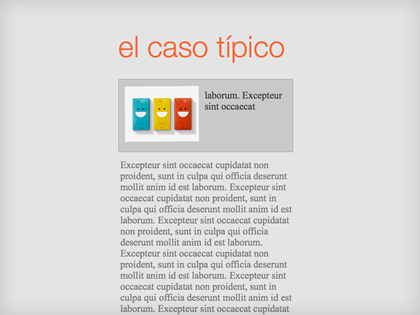 el caso típico
laborum. Excepteur
sint occaecat
Excepteur sint occaecat cupidatat non
proident, sunt in culpa qui officia deserunt
mollit anim id est laborum. Excepteur sint
occaecat cupidatat non proident, sunt in
culpa qui officia deserunt mollit anim id est
laborum. Excepteur sint occaecat cupidatat
non proident, sunt in culpa qui officia
deserunt mollit anim id est laborum.
Excepteur sint occaecat cupidatat non
proident, sunt in culpa qui officia deserunt
mollit anim id est laborum. Excepteur sint
occaecat cupidatat non proident, sunt in
culpa qui officia deserunt mollit anim id est
laborum. Excepteur sint occaecat cupidatat